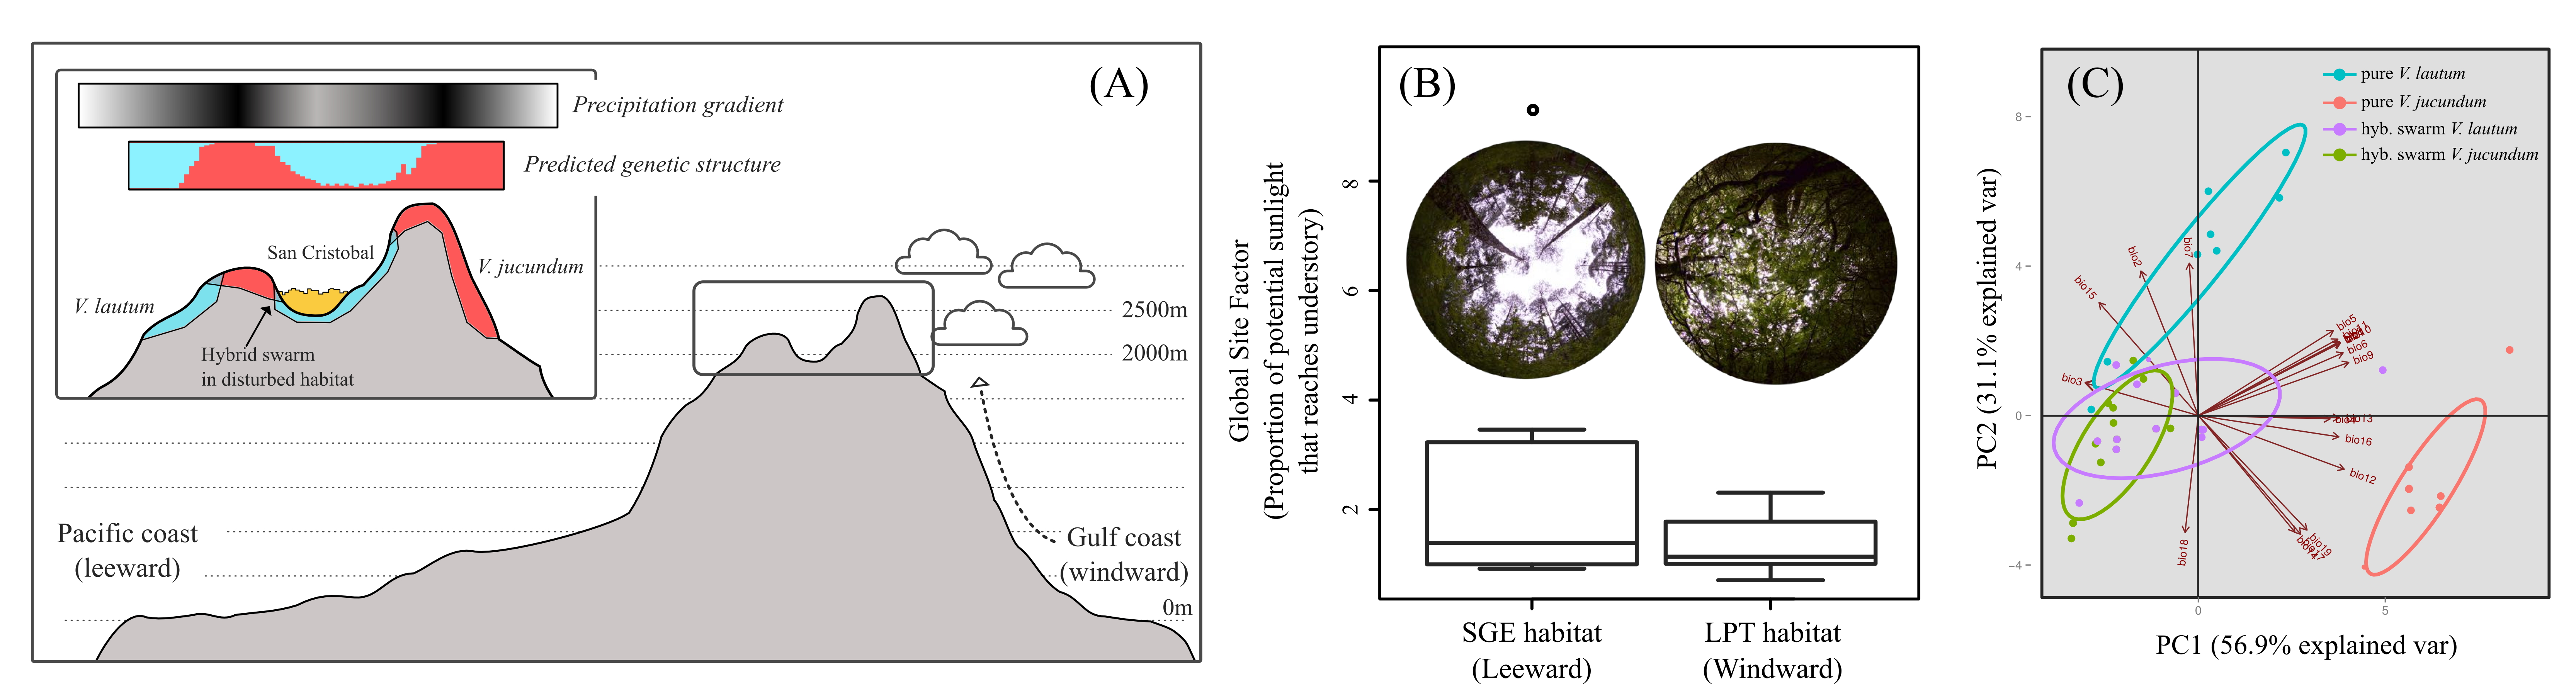 (A)
Precipitation gradient
Predicted genetic structure
San Cristobal
V. jucundum
V. lautum
Hybrid swarm
in disturbed habitat
2500m
2000m
Pacific coast
(leeward)
Gulf coast
(windward)
0m
(B)
Global Site Factor
(Proportion of potential sunlight
that reaches understory)
8
6
4
2
SGE habitat
(Leeward)
LPT habitat
(Windward)
(C)
pure V. lautum
pure V. jucundum
hyb. swarm V. lautum
hyb. swarm V. jucundum
PC2 (31.1% explained var)
8
4
0
−4
bio7
bio2
bio15
bio3
bio5
bio6
bio9
bio13
bio16
bio12
bio19
bio18
0
5
PC1 (56.9% explained var)